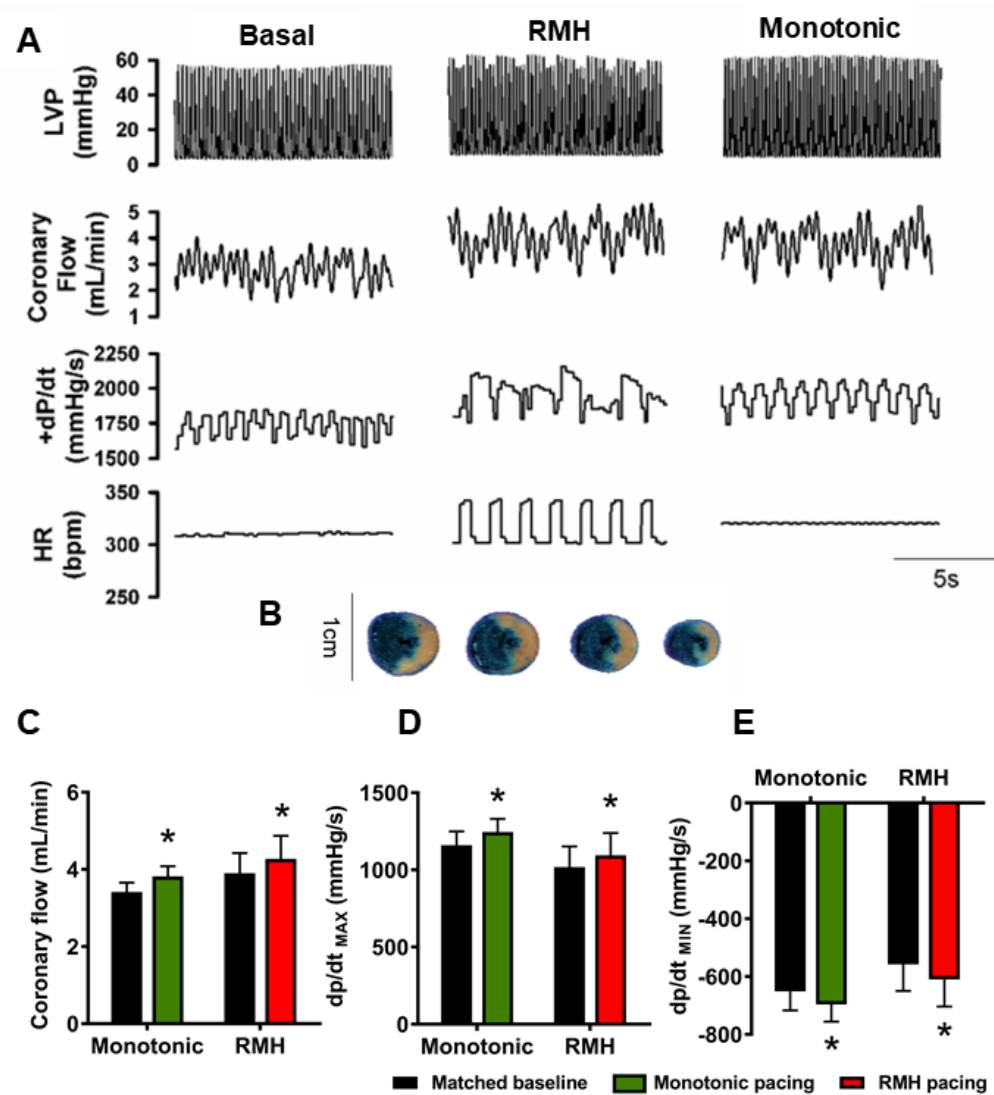 A
Basal
RMH
Monotonic
LVP
(mmHg)
60
40
20
0
Coronary
Flow
(mL/min)
5
4
3
2
1
+dP/dt
(mmHg/s)
2250
2000
1750
1500
HR
(bpm)
350
300
250
5s
B
1cm
C
Coronary flow (mL/min)
6
4
2
0
*
*
Monotonic
RMH
D
dp/dt MAX (mmHg/s)
1500
1000
500
0
*
*
Monotonic
RMH
E
Monotonic
RMH
dp/dt MIN (mmHg/s)
0
-200
-400
-600
-800
*
*
Matched baseline
Monotonic pacing
RMH pacing